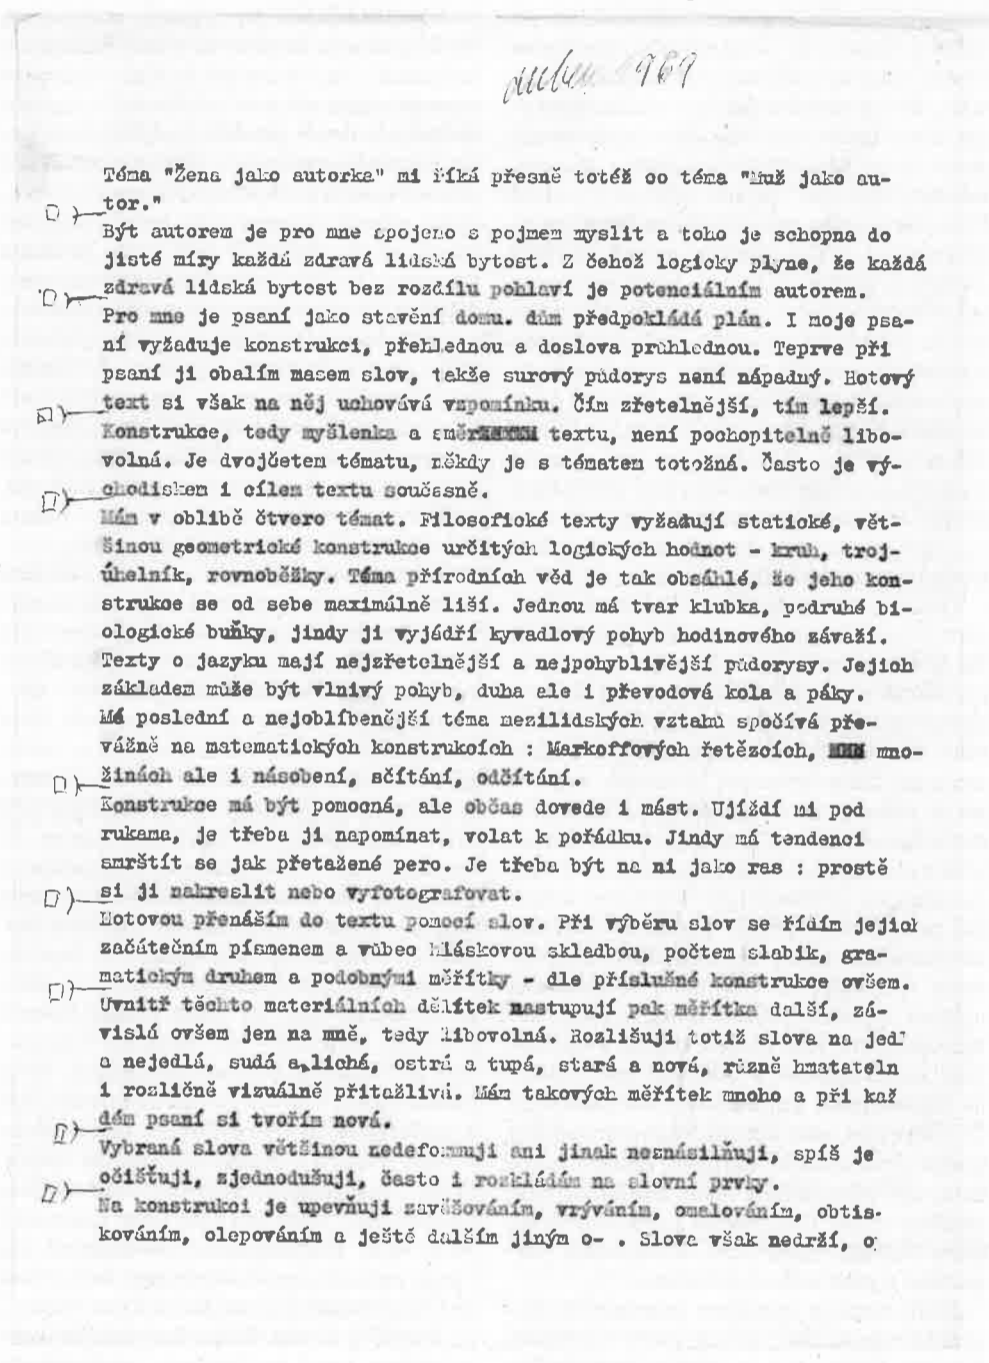 duben 1969
Téma "Žena jako autorka" mi říká přesně totéž co téma "Muž jako au-
tor."
Být autorem je pro mne spojeno s pojmem myslit a toho je schopna do
jisté míry každá zdravá lidská bytost. Z čehož logicky plyne, že každá
zdravá lidská bytost bez rozdílu pohlaví je potenciálním autorem.
Pro mne je psaní jako stavění domu. dům předpokládá plán. I moje psa-
ní vyžaduje konstrukci, přehlednou a doslova průhlednou. Teprve při
psaní ji obalím masem slov, takže surový půdorys není nápadný. Hotový
text si však na něj uchovává vzpomínku. Čím zřetelnější, tím lepší.
Konstrukce, tedy myšlenka a směr textu, není pochopitelně libo-
volná. Je dvojčetem tématu, někdy je s tématem totožná. Často je vý-
chodiskem i cílem textu současně.
Mám v oblibě čtvero témat. Filosofické texty vyžadují statické, vět-
šinou geometrické konstrukce určitých logických hodnot - kruh, troj-
úhelník, rovnoběžky. Téma přírodních věd je tak obsáhlé, že jeho kon-
strukce se od sebe maximálně liší. Jednou má tvar klubka, podruhé bi-
ologické buňky, jindy ji vyjádří kyvadlový pohyb hodinového závaží.
Texty o jazyku mají nejzřetelnější a nejpohyblivější půdorysy. Jejich
základem může být vlnivý pohyb, duha ale i převodová kola a páky.
Mé poslední a nejoblíbenější téma mezilidských vztahů spočívá pře-
vážně na matematických konstrukcích : Markoffových řetězcích, mno-
žinách ale i násobení, sčítání, odčítání.
Konstrukce má být pomocná, ale občas dovede i mást. Ujíždí mi pod
rukama, je třeba ji napomínat, volat k pořádku. Jindy má tendenci
smrštít se jak přetažené pero. Je třeba být na ni jako ras : prostě
si ji nakreslit nebo vyfotografovat.
Hotovou přenáším do textu pomocí slov. Při výběru slov se řídím jejich
začátečním písmenem a vůbec hláskovou skladbou, počtem slabik, gra-
matickým druhem a podobnými měřítky - dle příslušné konstrukce ovšem.
Uvnitř těchto materiálních dělítek nastupují pak měřítka další, zá-
vislá ovšem jen na mně, tedy libovolná. Rozlišuji totiž slova na jedl
a nejedlá, sudá a lichá, ostrá a tupá, stará a nová, různě hmatateln
i rozličně vizuálně přitažlivá. Mám takových měřítek mnoho a při kaž
dém psaní si tvořím nová.
Vybraná slova většinou nedeformuji ani jinak neznásilňuji, spíš je
očišťuji, zjednodušuji, často i rozkládám na slovní prvky.
Na konstrukci je upevňuji zavěšováním, vrýváním, omalováním, obtis-
kováním, olepováním a ještě dalším jiným o- . Slova však nedrží, o